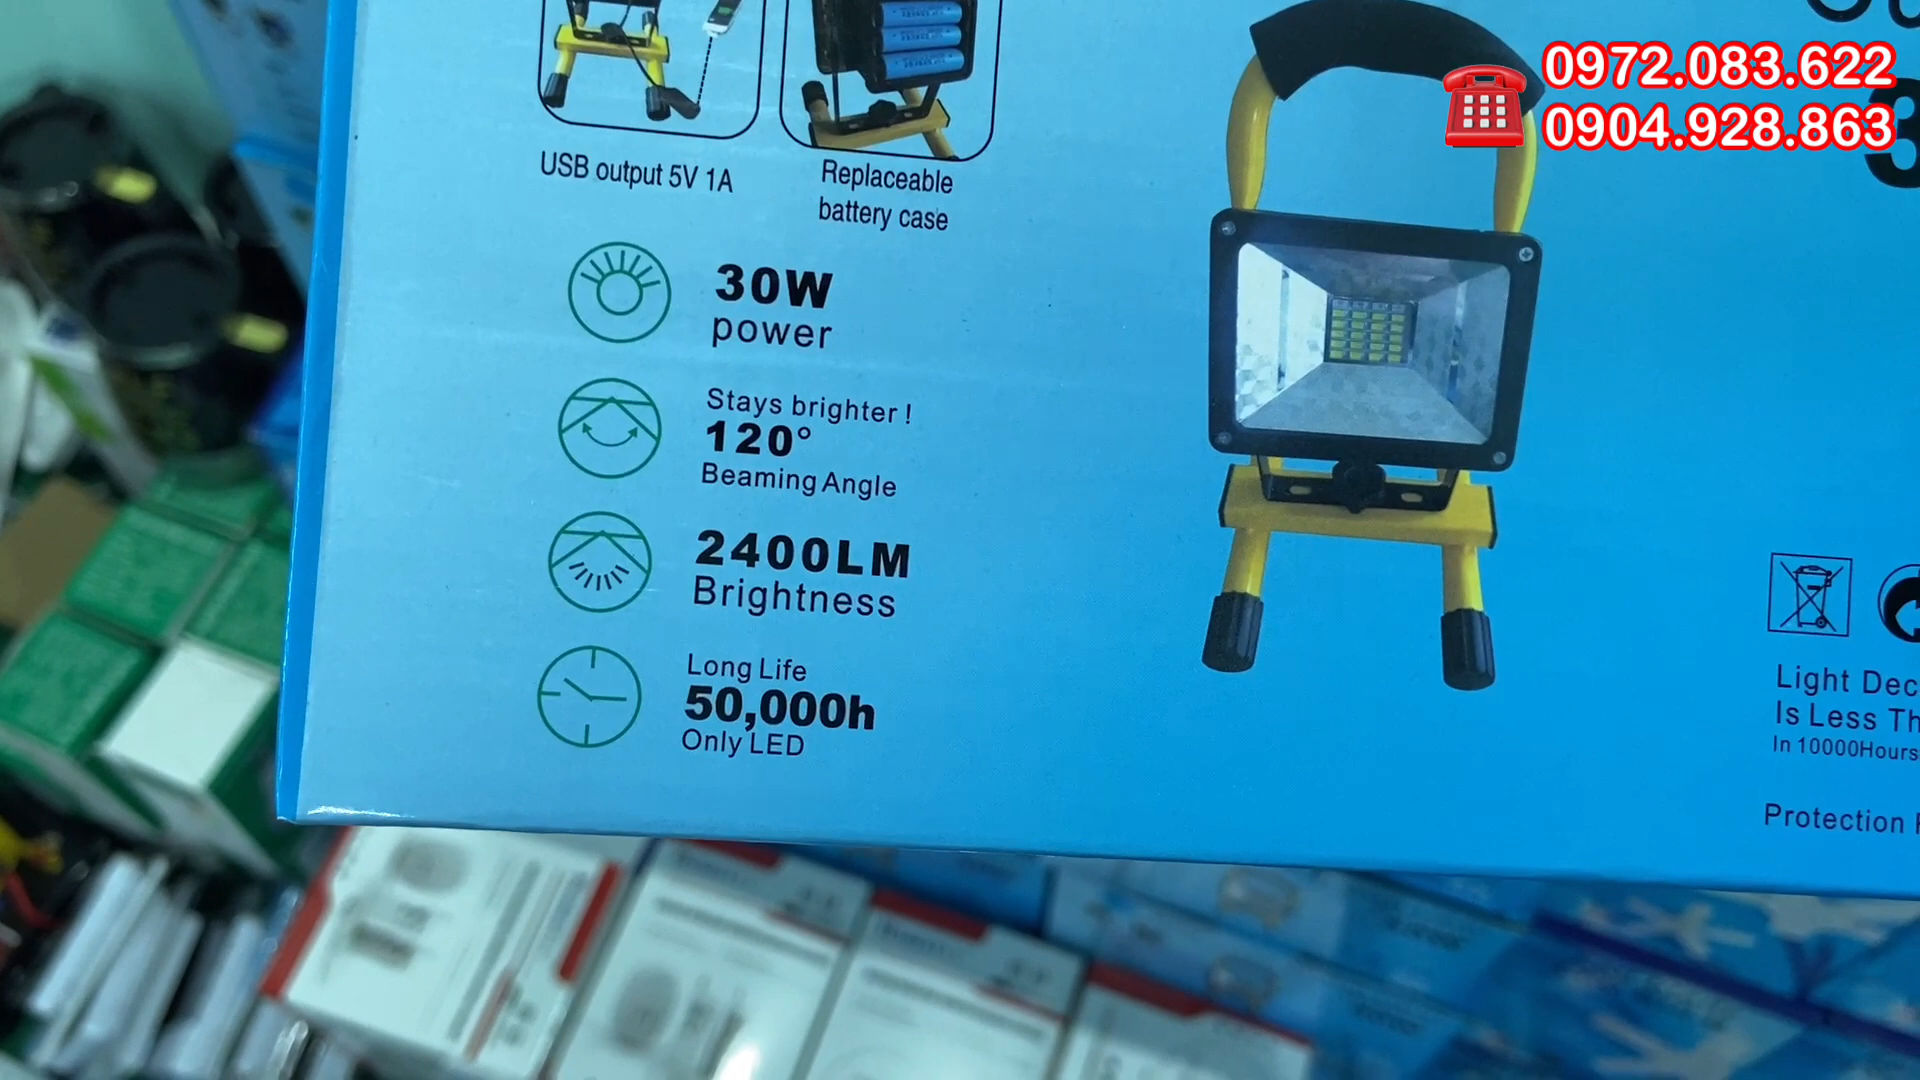 0972.083.622
0904.928.863
USB output 5V 1A
Replaceable
battery case
30W
power
Stays brighter !
120°
Beaming Angle
2400LM
Brightness
Long Life
50,000h
Only LED
Light Dec
Is Less Th
In 10000Hours
Protection